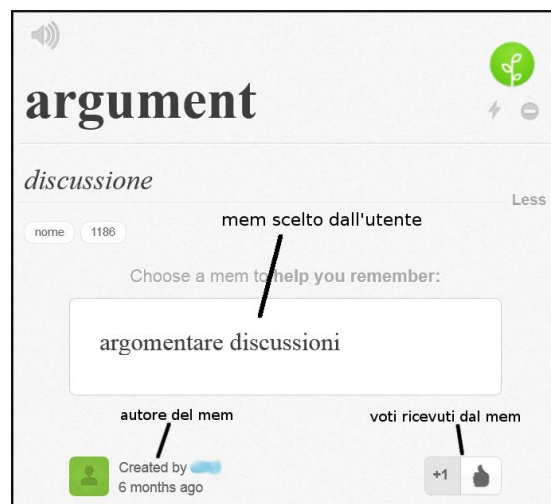 argument
discussione
Less
nome 1186
mem scelto dall'utente
Choose a mem to help you remember:
argomentare discussioni
autore del mem
voti ricevuti dal mem
Created by
6 months ago
+1